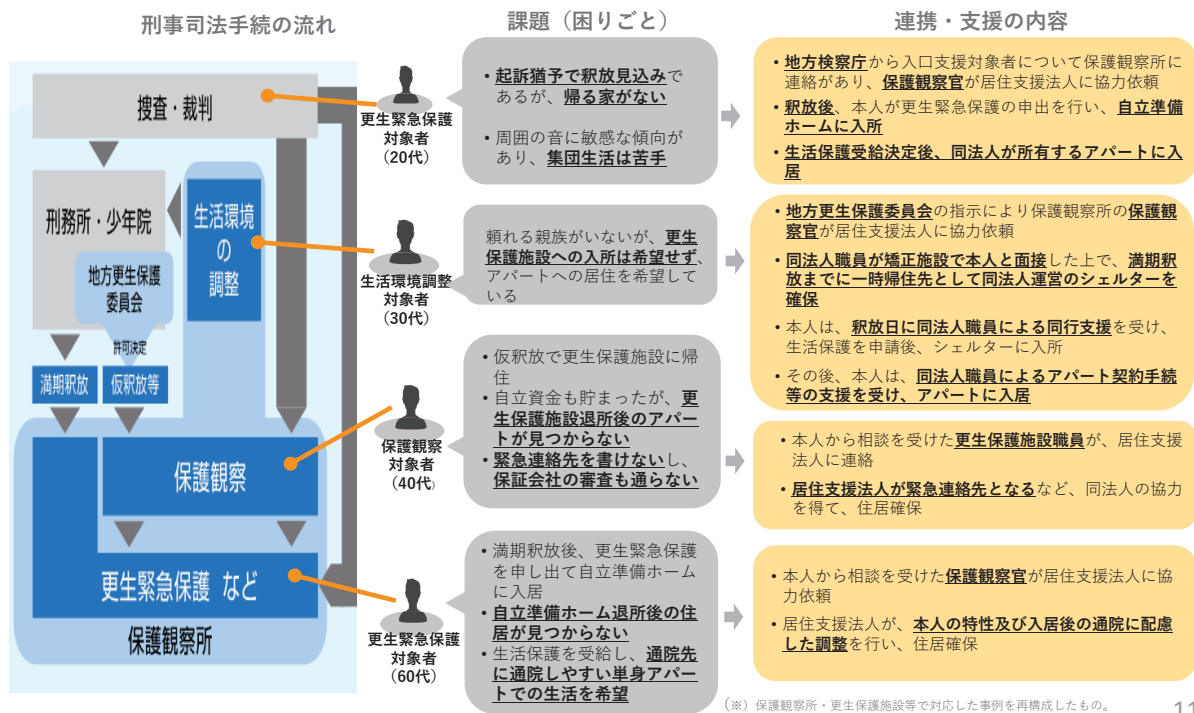 刑事司法手続の流れ
課題（困りごと）
連携・支援の内容
捜査・裁判
刑務所・少年院
生活環境
の
調整
地方更生保護
委員会
許可決定
満期釈放
仮釈放等
保護観察
更生緊急保護 など
保護観察所
更生緊急保護
対象者
（20代）
• 起訴猶予で釈放見込みで
あるが、帰る家がない
• 周囲の音に敏感な傾向が
あり、集団生活は苦手
• 地方検察庁から入口支援対象者について保護観察所に
連絡があり、保護観察官が居住支援法人に協力依頼
• 釈放後、本人が更生緊急保護の申出を行い、自立準備
ホームに入所
• 生活保護受給決定後、同法人が所有するアパートに入
居
生活環境調整
対象者
（30代）
頼れる親族がいないが、更生
保護施設への入所は希望せず、
アパートへの居住を希望して
いる
• 地方更生保護委員会の指示により保護観察所の保護観
察官が居住支援法人に協力依頼
• 同法人職員が矯正施設で本人と面接した上で、満期釈
放までに一時帰住先として同法人運営のシェルターを
確保
• 本人は、釈放日に同法人職員による同行支援を受け、
生活保護を申請後、シェルターに入所
• その後、本人は、同法人職員によるアパート契約手続
等の支援を受け、アパートに入居
保護観察
対象者
（40代）
• 仮釈放で更生保護施設に帰
住
• 自立資金も貯まったが、更
生保護施設退所後のアパー
トが見つからない
• 緊急連絡先を書けないし、
保証会社の審査も通らない
• 本人から相談を受けた更生保護施設職員が、居住支援
法人に連絡
• 居住支援法人が緊急連絡先となるなど、同法人の協力
を得て、住居確保
更生緊急保護
対象者
（60代）
• 満期釈放後、更生緊急保護
を申し出て自立準備ホーム
に入居
• 自立準備ホーム退所後の住
居が見つからない
• 生活保護を受給し、通院先
に通院しやすい単身アパー
トでの生活を希望
• 本人から相談を受けた保護観察官が居住支援法人に協
力依頼
• 居住支援法人が、本人の特性及び入居後の通院に配慮
した調整を行い、住居確保
（※）保護観察所・更生保護施設等で対応した事例を再構成したもの。
11